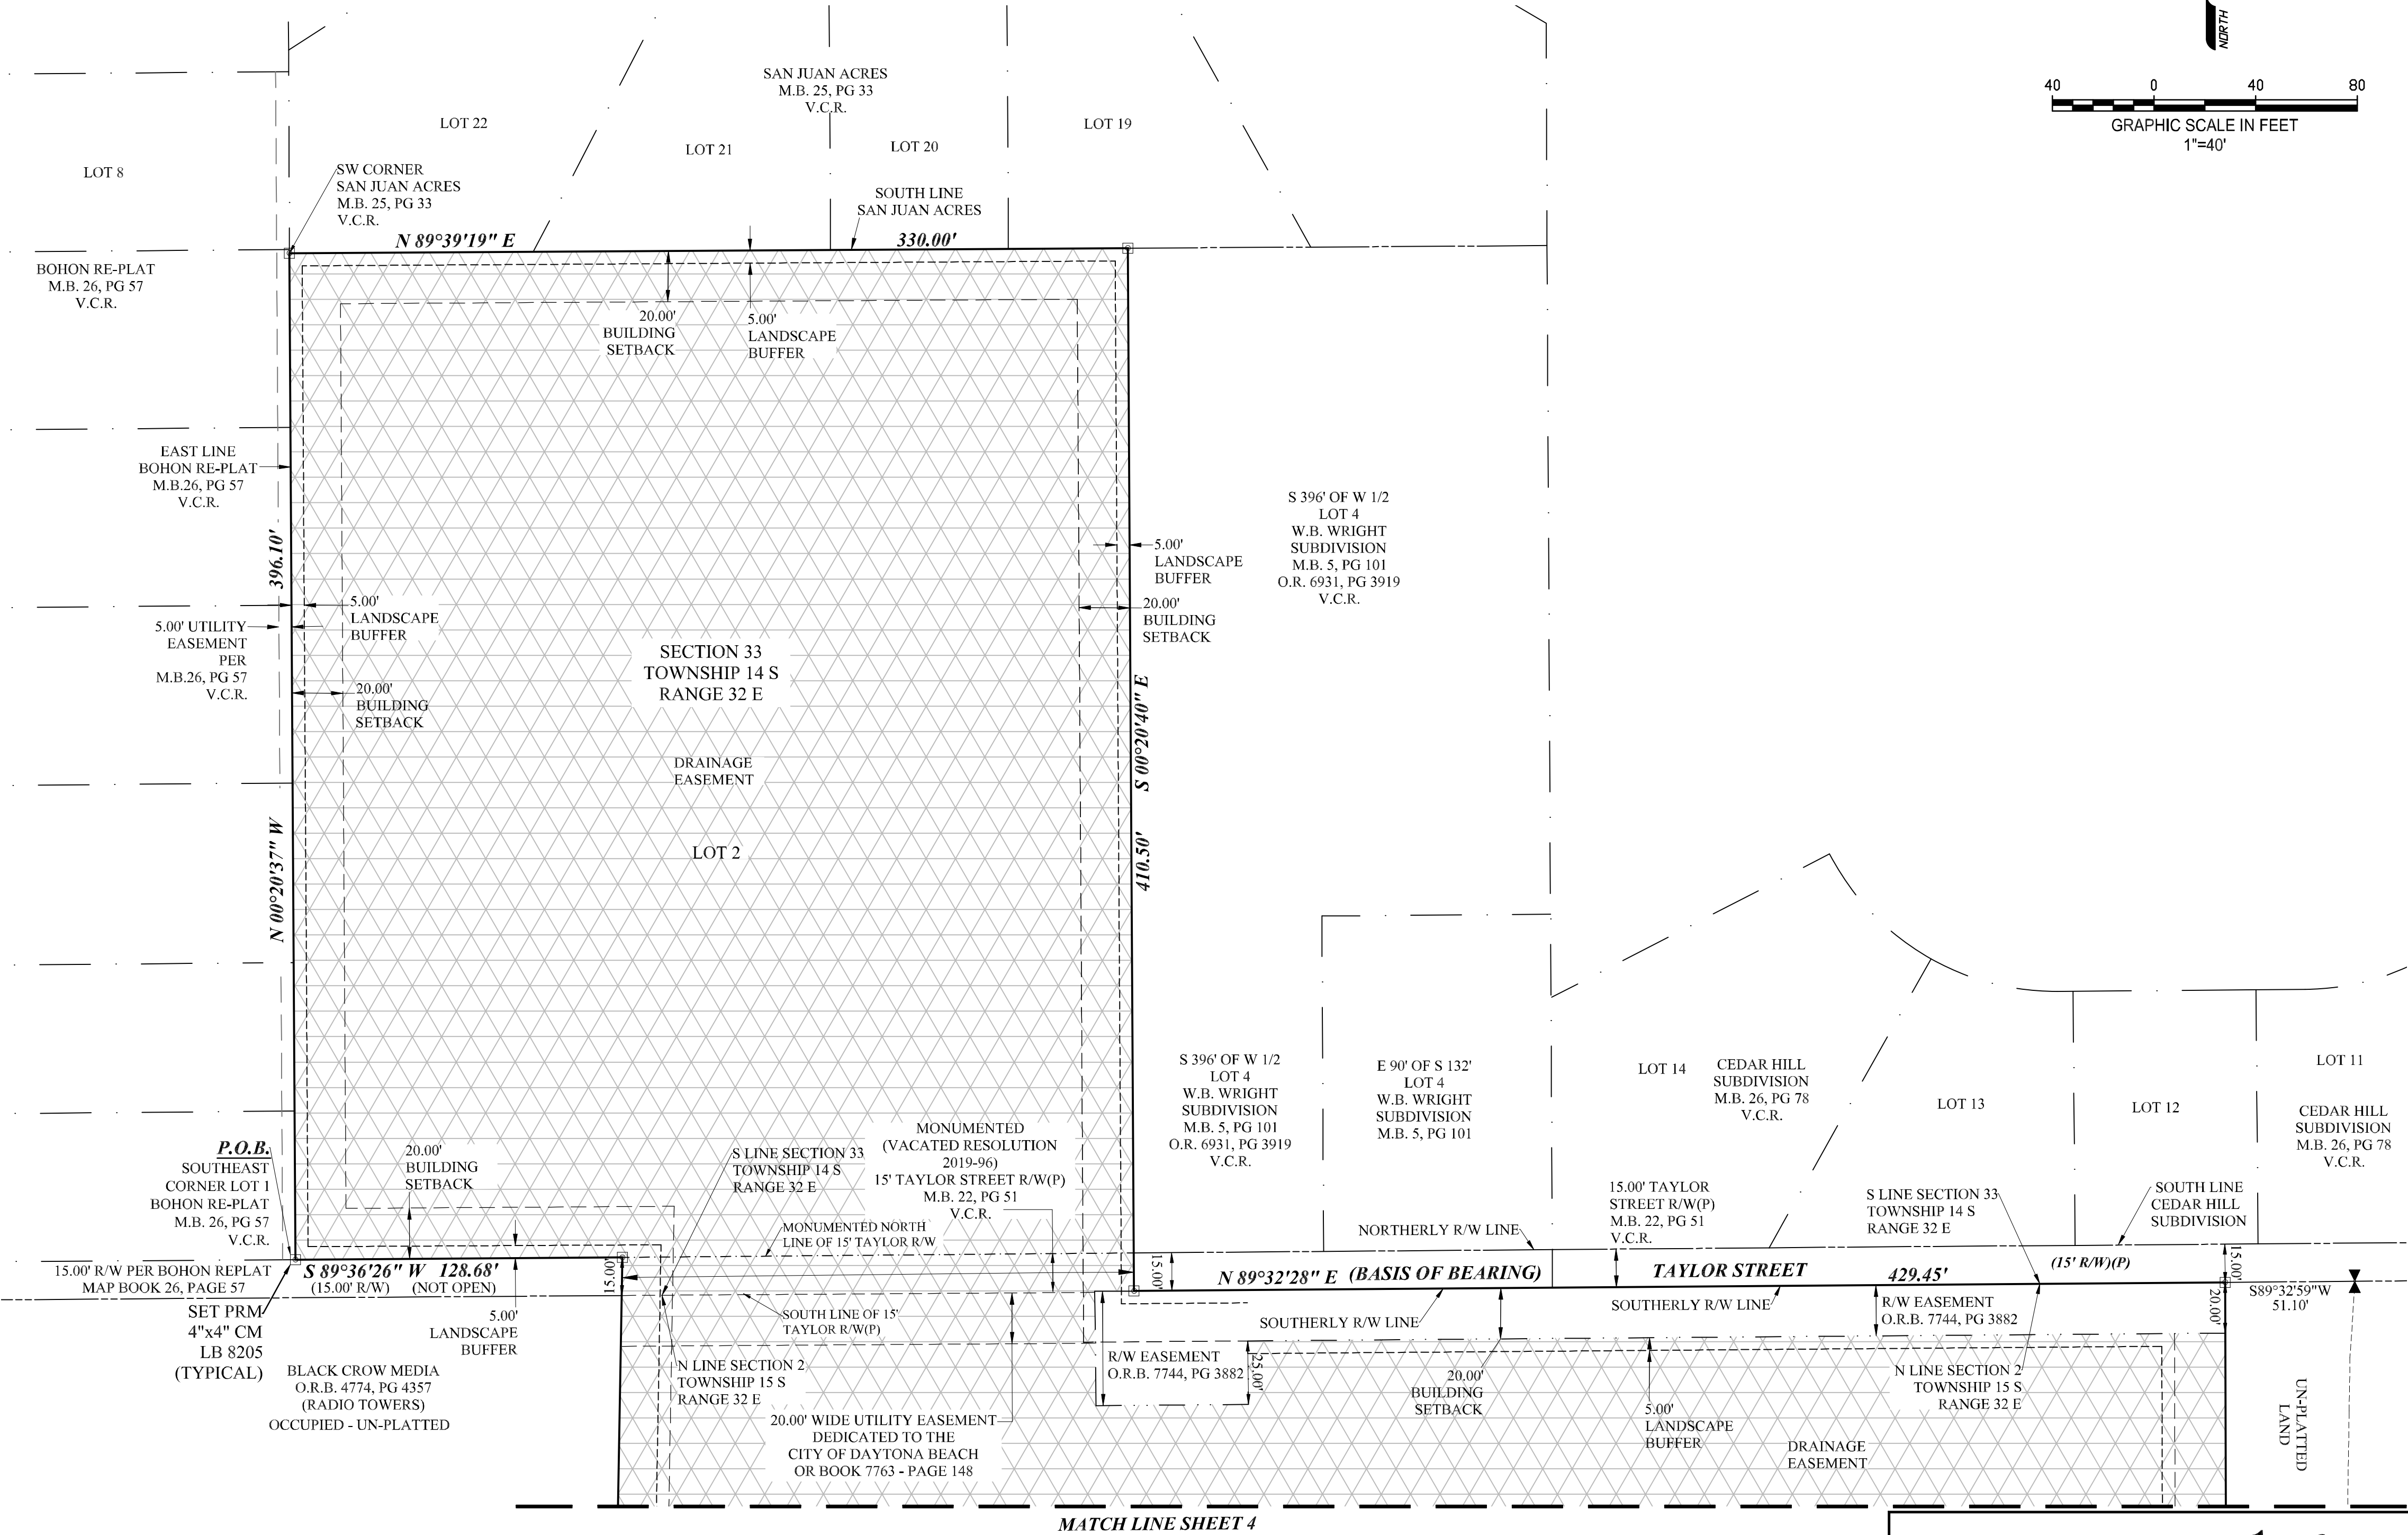 NORTH
40 0 40 80
GRAPHIC SCALE IN FEET
1"=40'
SAN JUAN ACRES
M.B. 25, PG 33
V.C.R.
LOT 22
LOT 21
LOT 20
LOT 19
LOT 8
SW CORNER
SAN JUAN ACRES
M.B. 25, PG 33
V.C.R.
SOUTH LINE
SAN JUAN ACRES
N 89°39'19" E
330.00'
BOHON RE-PLAT
M.B. 26, PG 57
V.C.R.
20.00'
BUILDING
SETBACK
5.00'
LANDSCAPE
BUFFER
EAST LINE
BOHON RE-PLAT
M.B.26, PG 57
V.C.R.
396.10'
N 00°20'37" W
5.00' UTILITY
EASEMENT
PER
M.B.26, PG 57
V.C.R.
5.00'
LANDSCAPE
BUFFER
20.00'
BUILDING
SETBACK
SECTION 33
TOWNSHIP 14 S
RANGE 32 E
DRAINAGE
EASEMENT
LOT 2
5.00'
LANDSCAPE
BUFFER
20.00'
BUILDING
SETBACK
S 00°20'40" E
410.50'
S 396' OF W 1/2
LOT 4
W.B. WRIGHT
SUBDIVISION
M.B. 5, PG 101
O.R. 6931, PG 3919
V.C.R.
S 396' OF W 1/2
LOT 4
W.B. WRIGHT
SUBDIVISION
M.B. 5, PG 101
O.R. 6931, PG 3919
V.C.R.
E 90' OF S 132'
LOT 4
W.B. WRIGHT
SUBDIVISION
M.B. 5, PG 101
LOT 14
CEDAR HILL
SUBDIVISION
M.B. 26, PG 78
V.C.R.
LOT 13
LOT 12
LOT 11
CEDAR HILL
SUBDIVISION
M.B. 26, PG 78
V.C.R.
P.O.B.
SOUTHEAST
CORNER LOT 1
BOHON RE-PLAT
M.B. 26, PG 57
V.C.R.
20.00'
BUILDING
SETBACK
S LINE SECTION 33
TOWNSHIP 14 S
RANGE 32 E
MONUMENTED
(VACATED RESOLUTION
2019-96)
15' TAYLOR STREET R/W(P)
M.B. 22, PG 51
V.C.R.
MONUMENTED NORTH
LINE OF 15' TAYLOR R/W
NORTHERLY R/W LINE
15.00' TAYLOR
STREET R/W(P)
M.B. 22, PG 51
V.C.R.
S LINE SECTION 33
TOWNSHIP 14 S
RANGE 32 E
SOUTH LINE
CEDAR HILL
SUBDIVISION
15.00' R/W PER BOHON REPLAT
MAP BOOK 26, PAGE 57
S 89°36'26" W 128.68'
(15.00' R/W) (NOT OPEN)
15.00'
15.00'
N 89°32'28" E (BASIS OF BEARING)
TAYLOR STREET
429.45'
(15' R/W)(P)
15.00'
S89°32'59"W
51.10'
SET PRM
4"x4" CM
LB 8205
(TYPICAL)
5.00'
LANDSCAPE
BUFFER
SOUTH LINE OF 15'
TAYLOR R/W(P)
SOUTHERLY R/W LINE
SOUTHERLY R/W LINE
R/W EASEMENT
O.R.B. 7744, PG 3882
20.00'
BLACK CROW MEDIA
O.R.B. 4774, PG 4357
(RADIO TOWERS)
OCCUPIED - UN-PLATTED
N LINE SECTION 2
TOWNSHIP 15 S
RANGE 32 E
R/W EASEMENT
O.R.B. 7744, PG 3882
25.00'
20.00'
BUILDING
SETBACK
5.00'
LANDSCAPE
BUFFER
N LINE SECTION 2
TOWNSHIP 15 S
RANGE 32 E
20.00' WIDE UTILITY EASEMENT
DEDICATED TO THE
CITY OF DAYTONA BEACH
OR BOOK 7763 - PAGE 148
DRAINAGE
EASEMENT
UN-PLATTED
LAND
MATCH LINE SHEET 4